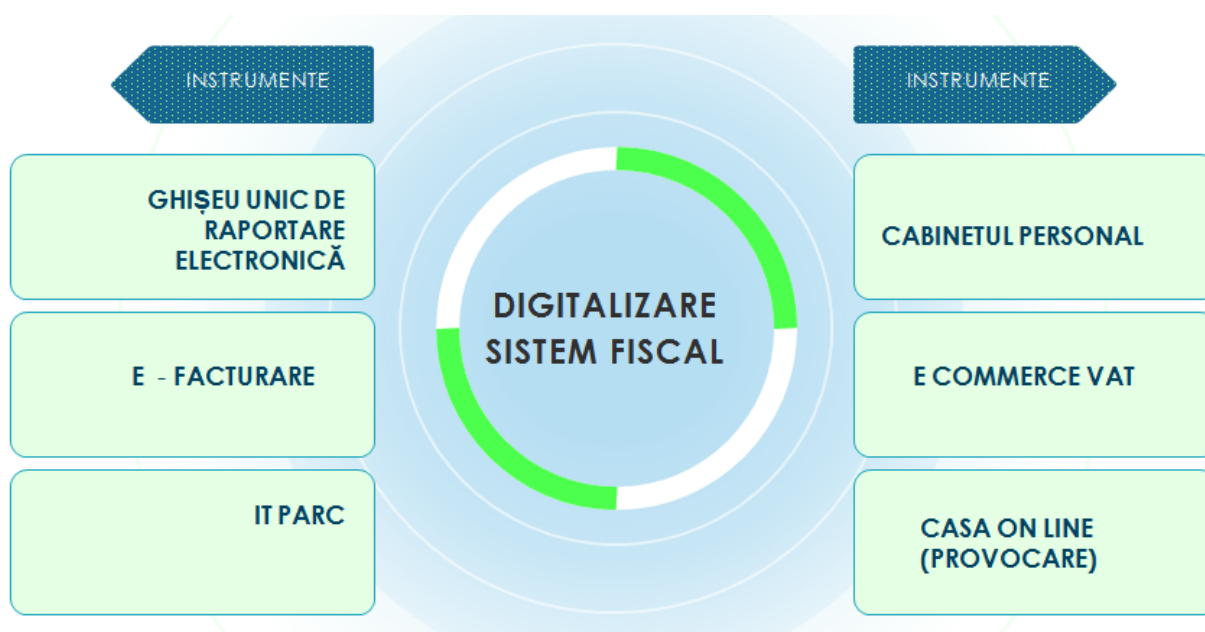 INSTRUMENTE
GHIȘEU UNIC DE
RAPORTARE
ELECTRONICĂ
E - FACTURARE
IT PARC
DIGITALIZARE
SISTEM FISCAL
INSTRUMENTE
CABINETUL PERSONAL
E COMMERCE VAT
CASA ON LINE
(PROVOCARE)